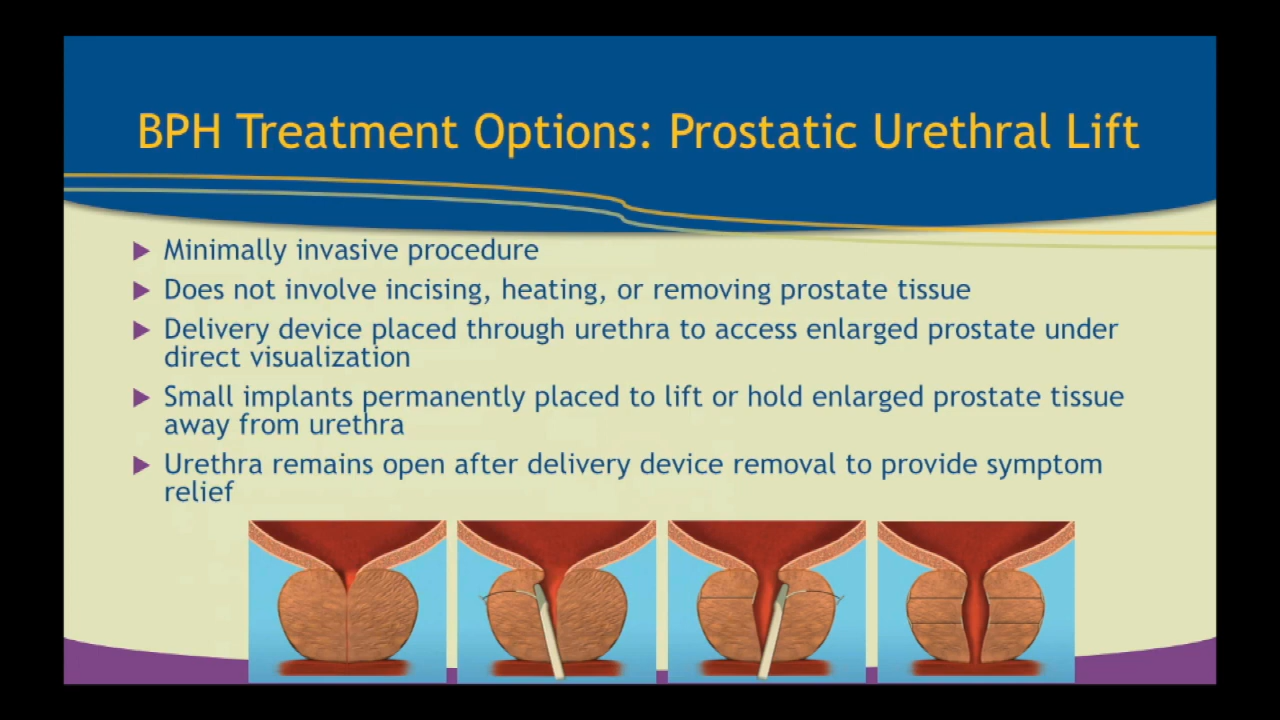 BPH Treatment Options: Prostatic Urethral Lift
Minimally invasive procedure
Does not involve incising, heating, or removing prostate tissue
Delivery device placed through urethra to access enlarged prostate under
direct visualization
Small implants permanently placed to lift or hold enlarged prostate tissue
away from urethra
Urethra remains open after delivery device removal to provide symptom
relief